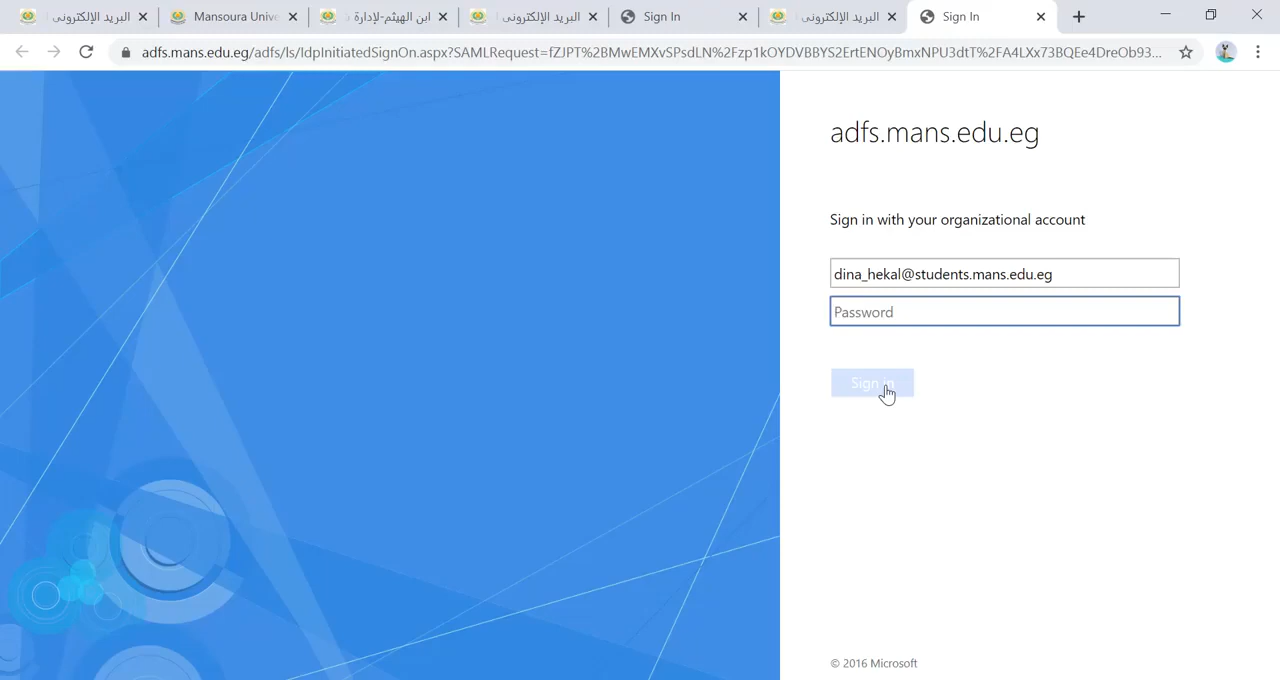 البريد الإلكترونى
Mansoura Unive
ابن الهيثم-لإدارة
البريد الإلكترونى
Sign In
البريد الإلكترونى
Sign In
adfs.mans.edu.eg/adfs/ls/IdpInitiatedSignOn.aspx?SAMLRequest=fZJPT%2BMwEMXvSPsdLN%2Fzp1kOYDVBBYS2ErtENOyBmxNPU3dtT%2FA4LXx73BQEe4DreOb93...
adfs.mans.edu.eg
Sign in with your organizational account
dina_hekal@students.mans.edu.eg
Password
Sign in
© 2016 Microsoft